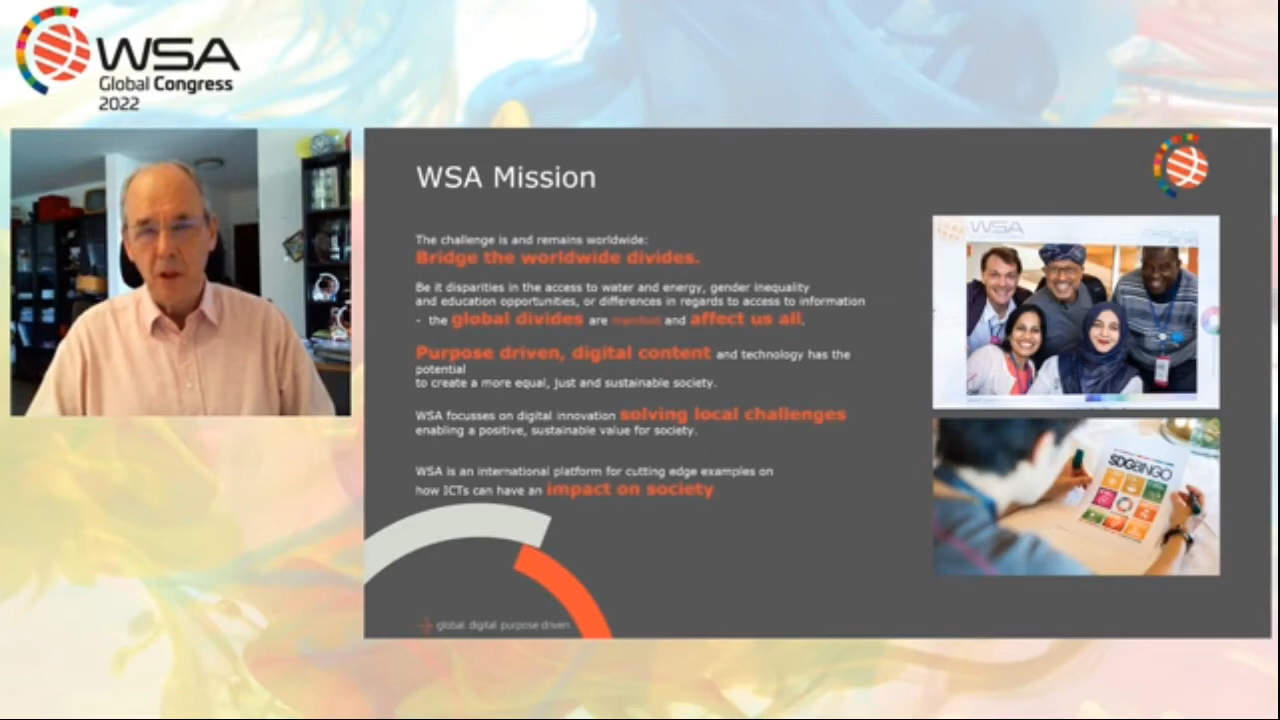 WSA
Global Congress
2022
WSA Mission
The challenge is and remains worldwide:
Bridge the worldwide divides.
Be it disparities in the access to water and energy, gender inequality
and education opportunities, or differences in regards to access to information
- the global divides are manifold and affect us all.
Purpose driven, digital content and technology has the
potential
to create a more equal, just and sustainable society.
WSA focusses on digital innovation solving local challenges
enabling a positive, sustainable value for society.
WSA is an international platform for cutting edge examples on
how ICTs can have an impact on society
global. digital. purpose driven.
WSA
SDGBINGO